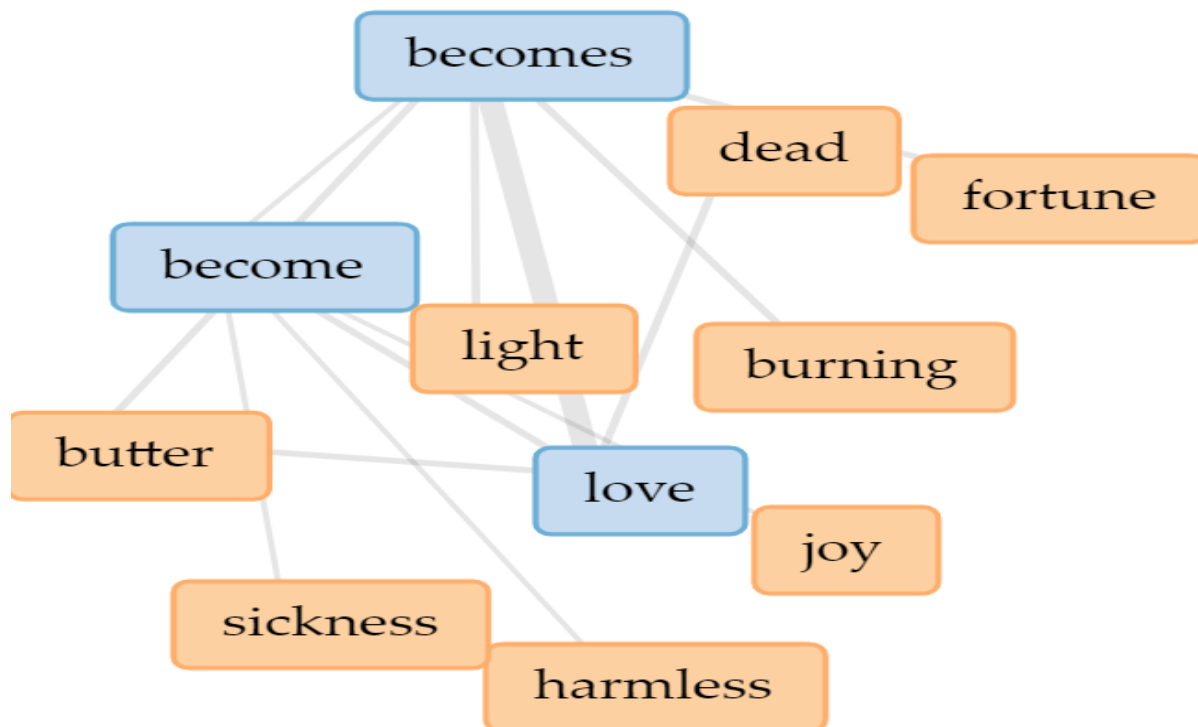 becomes
dead
fortune
become
light
burning
butter
love
joy
sickness
harmless